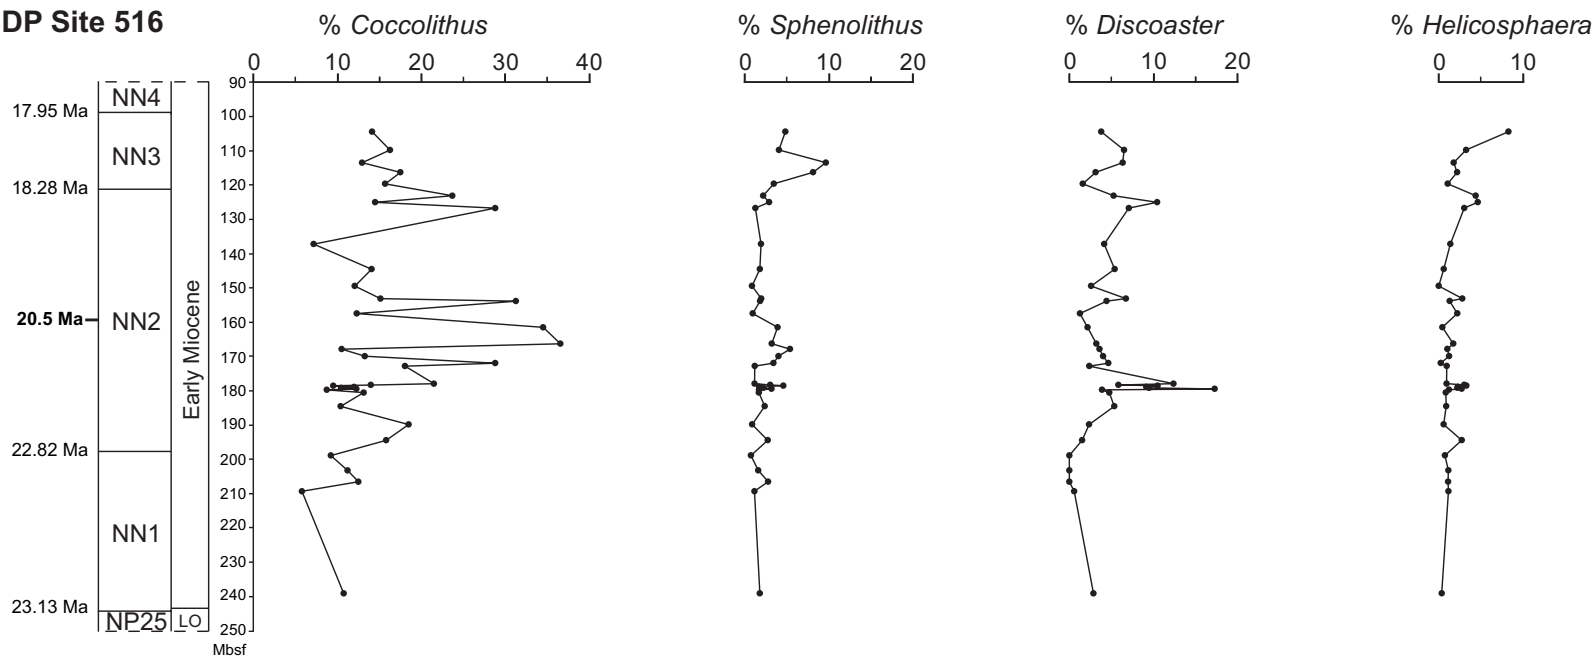 DP Site 516
% Coccolithus
% Sphenolithus
% Discoaster
% Helicosphaera
0 10 20 30 40
0 10 20
0 10 20
0 10
90
100
110
120
130
140
150
160
170
180
190
200
210
220
230
240
250
Mbsf
17.95 Ma
18.28 Ma
20.5 Ma
22.82 Ma
23.13 Ma
NN4
NN3
NN2
NN1
NP25
Early Miocene
LO